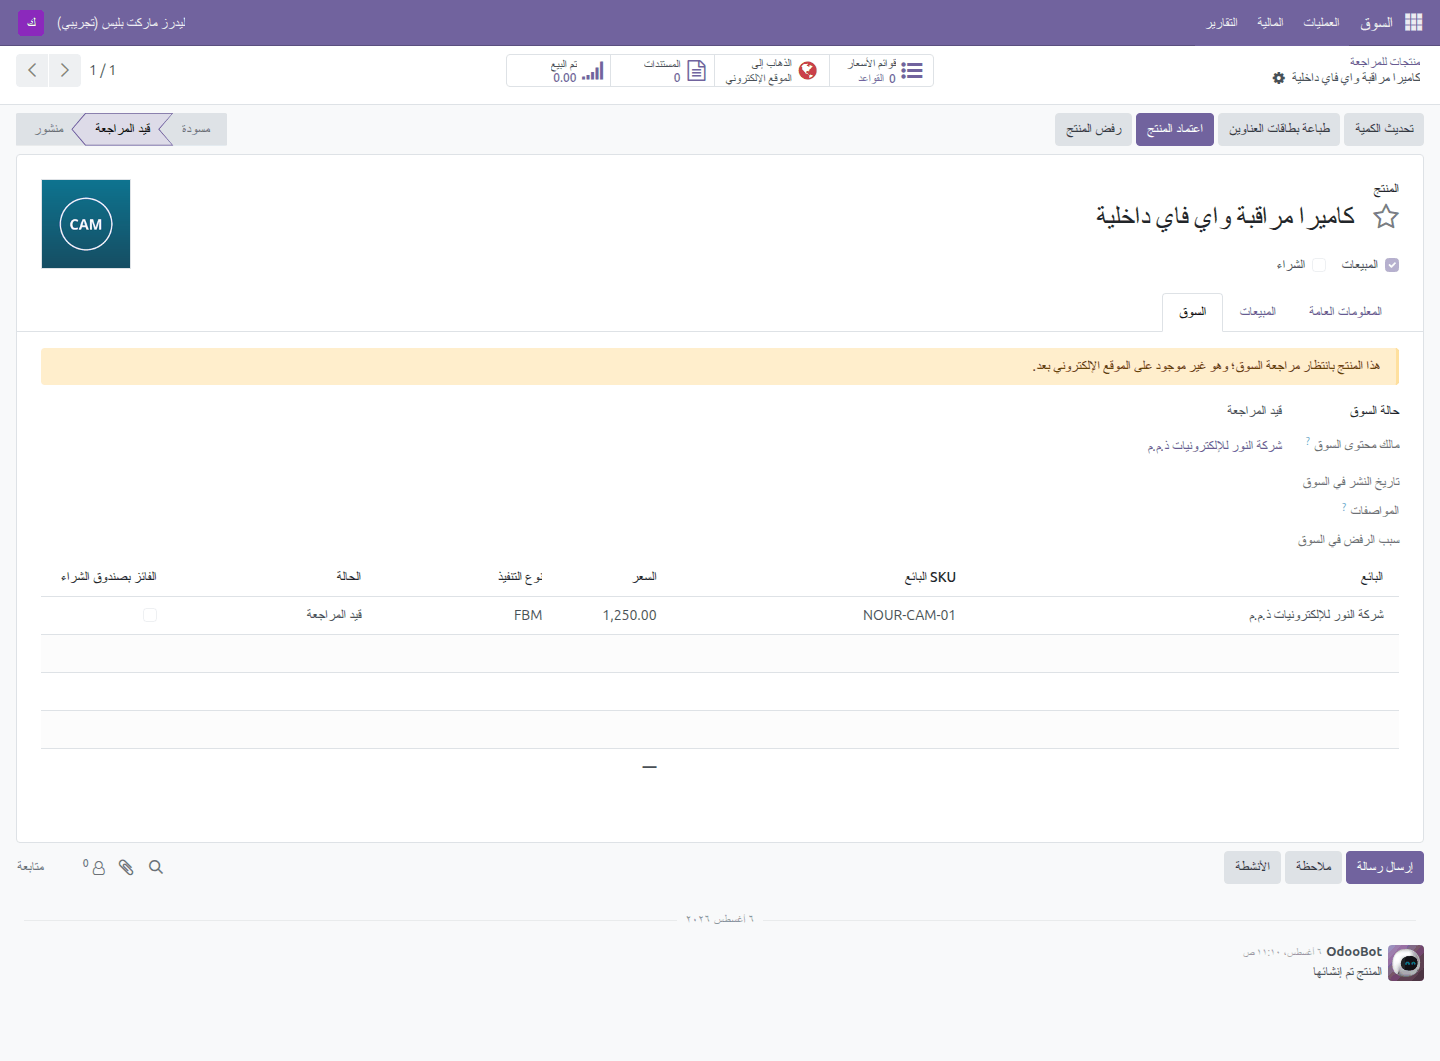 السوق
العمليات
المالية
التقارير
ليدرز ماركت بليس (تجريبي)
ك
منتجات للمراجعة
كاميرا مراقبة واي فاي داخلية
قوائم الأسعار
0 القواعد
الذهاب إلى
الموقع الإلكتروني
المستندات
0
تم البيع
0.00
1 / 1
تحديث الكمية
طباعة بطاقات العناوين
اعتماد المنتج
رفض المنتج
مسودة
قيد المراجعة
منشور
المنتج
كاميرا مراقبة واي فاي داخلية
CAM
المبيعات
الشراء
المعلومات العامة
المبيعات
السوق
هذا المنتج بانتظار مراجعة السوق؛ وهو غير موجود على الموقع الإلكتروني بعد.
حالة السوق قيد المراجعة
مالك محتوى السوق ? شركة النور للإلكترونيات ذ.م.م
تاريخ النشر في السوق
المواصفات ?
سبب الرفض في السوق
البائع SKU البائع السعر نوع التنفيذ الحالة الفائز بصندوق الشراء
شركة النور للإلكترونيات ذ.م.م NOUR-CAM-01 1,250.00 FBM قيد المراجعة
—
إرسال رسالة
ملاحظة
الأنشطة
0
متابعة
٦ أغسطس ٢٠٢٦
OdooBot ٦ أغسطس، ١١:١٠ ص
المنتج تم إنشائها